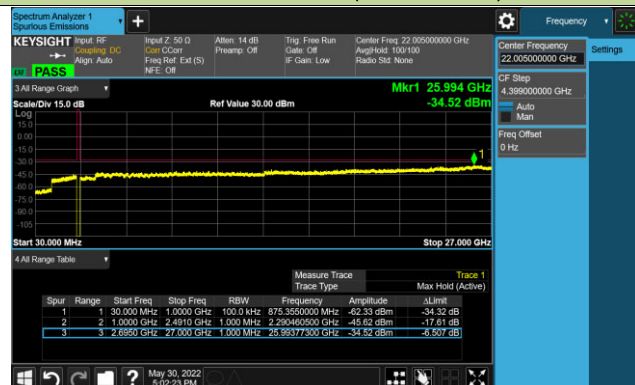 Spectrum Analyzer 1
Spurious Emissions
+
Frequency
KEYSIGHT Input: RF Input Z: 50 Ω Atten: 14 dB Trig: Free Run Center Freq: 22.005000000 GHz
Coupling: DC Corr CCorr Preamp: Off Gate: Off Avg|Hold: 100/100
Align: Auto Freq Ref: Ext (S) IF Gain: Low Radio Std: None
PASS NFE: Off
Center Frequency
22.005000000 GHz
Settings
CF Step
4.399000000 GHz
Auto
Man
Freq Offset
0 Hz
3 All Range Graph Mkr1 25.994 GHz
Scale/Div 15.0 dB Ref Value 30.00 dBm -34.52 dBm
Log
15.0
0.00
-15.0
-30.0
-45.0
-60.0
-75.0
-90.0
-105
1
Start 30.000 MHz Stop 27.000 GHz
4 All Range Table
Measure Trace Trace 1
Trace Type Max Hold (Active)
Spur Range Start Freq Stop Freq RBW Frequency Amplitude ΔLimit
1 1 30.000 MHz 1.0000 GHz 100.0 kHz 875.3550000 MHz -62.33 dBm -34.32 dB
2 2 1.0000 GHz 2.4910 GHz 1.000 MHz 2.290460500 GHz -45.62 dBm -17.61 dB
3 3 2.6950 GHz 27.000 GHz 1.000 MHz 25.99377300 GHz -34.52 dBm -6.507 dB
? May 30, 2022
5:02:23 PM